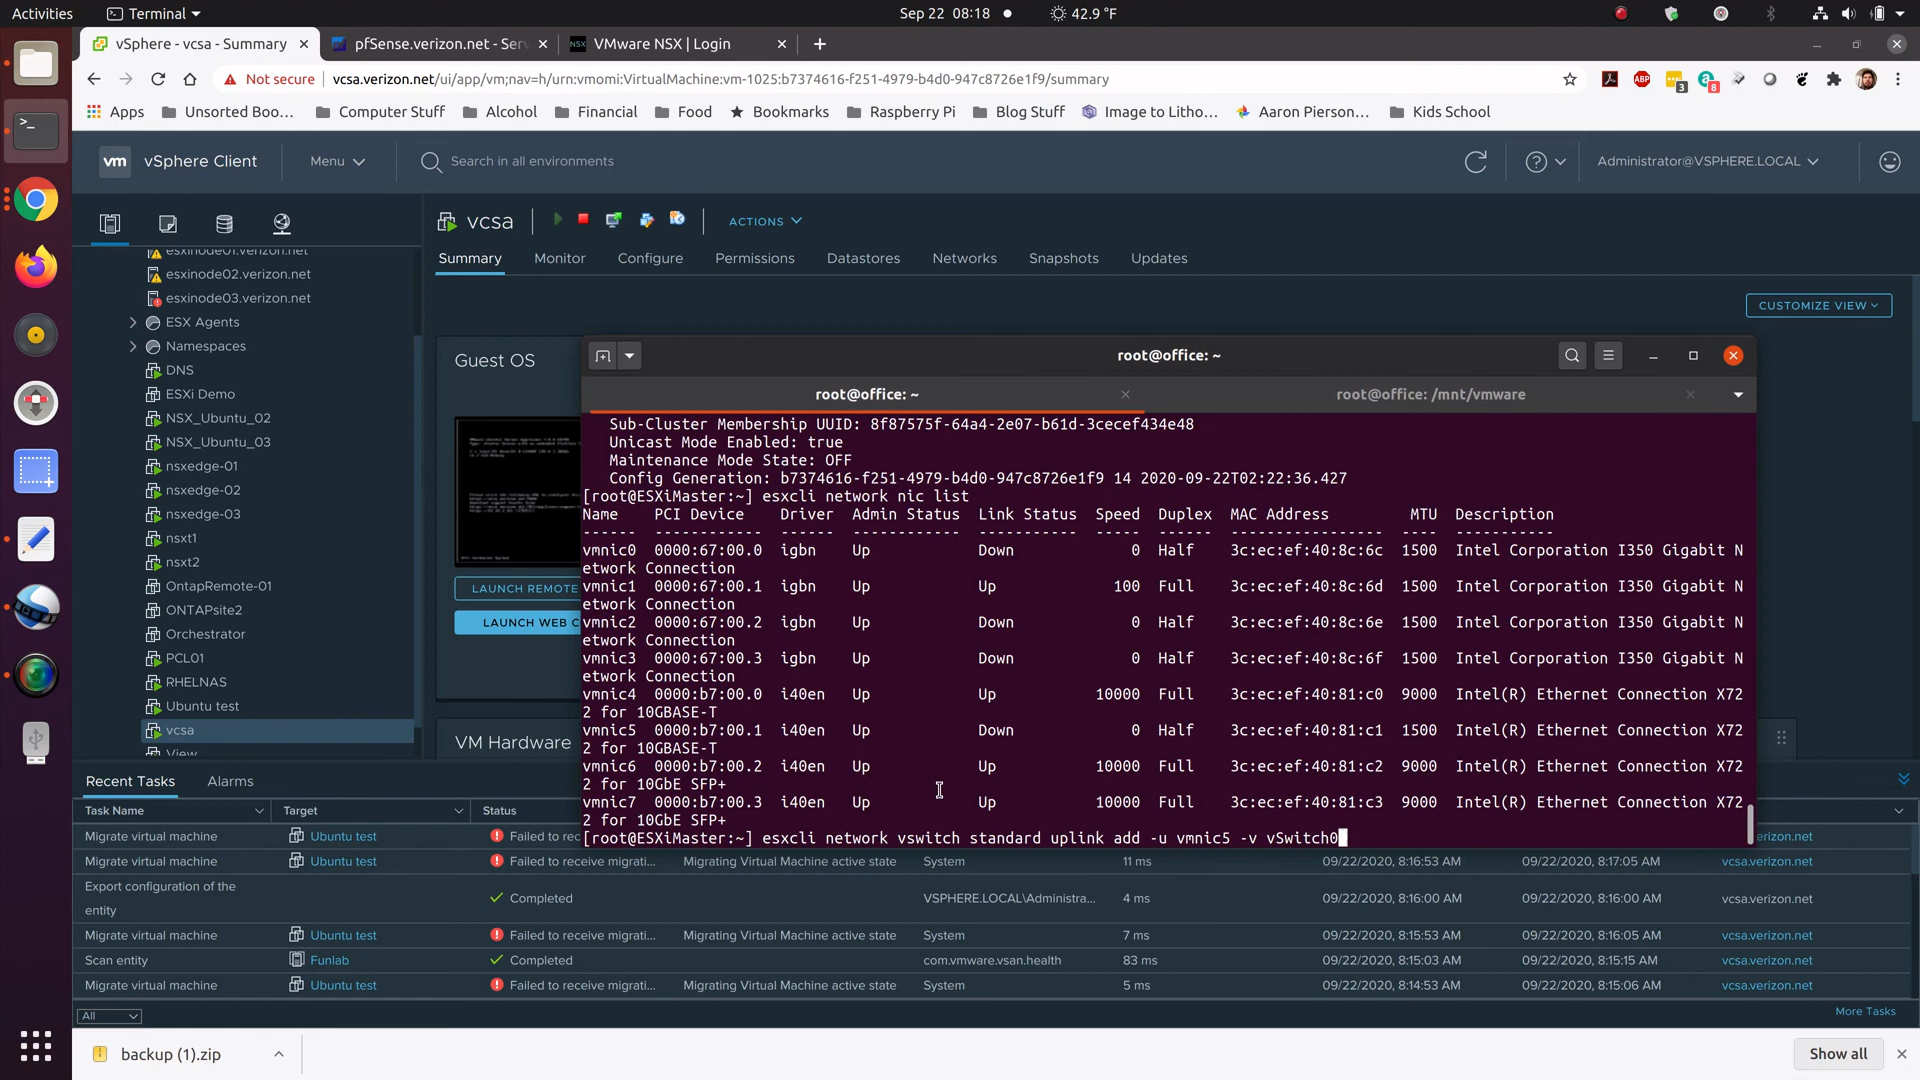 Activities
Terminal
Sep 22 08:18
42.9 °F
vSphere - vcsa - Summary
pfSense.verizon.net - Ser
VMware NSX | Login
Not secure
vcsa.verizon.net/ui/app/vm;nav=h/urn:vmomi:VirtualMachine:vm-1025:b7374616-f251-4979-b4d0-947c8726e1f9/summary
ABP
3
8
Apps
Unsorted Boo...
Computer Stuff
Alcohol
Financial
Food
Bookmarks
Raspberry Pi
Blog Stuff
Image to Litho...
Aaron Pierson...
Kids School
vm
vSphere Client
Menu
Search in all environments
Administrator@VSPHERE.LOCAL
vcsa
ACTIONS
Summary
Monitor
Configure
Permissions
Datastores
Networks
Snapshots
Updates
CUSTOMIZE VIEW
esxinode01.verizon.net
esxinode02.verizon.net
esxinode03.verizon.net
ESX Agents
Namespaces
DNS
ESXi Demo
NSX_Ubuntu_02
NSX_Ubuntu_03
nsxedge-01
nsxedge-02
nsxedge-03
nsxt1
nsxt2
OntapRemote-01
ONTAPsite2
Orchestrator
PCL01
RHELNAS
Ubuntu test
vcsa
View
Guest OS
LAUNCH REMOTE
LAUNCH WEB C
VM Hardware
root@office: ~
root@office: ~
root@office: /mnt/vmware
Sub-Cluster Membership UUID: 8f87575f-64a4-2e07-b61d-3cecef434e48
Unicast Mode Enabled: true
Maintenance Mode State: OFF
Config Generation: b7374616-f251-4979-b4d0-947c8726e1f9 14 2020-09-22T02:22:36.427
[root@ESXiMaster:~] esxcli network nic list
Name    PCI Device    Driver  Admin Status  Link Status  Speed  Duplex  MAC Address         MTU  Description
------  ------------  ------  ------------  -----------  -----  ------  -----------------  ----  -----------
vmnic0  0000:67:00.0  igbn    Up            Down             0  Half    3c:ec:ef:40:8c:6c  1500  Intel Corporation I350 Gigabit N
etwork Connection
vmnic1  0000:67:00.1  igbn    Up            Up             100  Full    3c:ec:ef:40:8c:6d  1500  Intel Corporation I350 Gigabit N
etwork Connection
vmnic2  0000:67:00.2  igbn    Up            Down             0  Half    3c:ec:ef:40:8c:6e  1500  Intel Corporation I350 Gigabit N
etwork Connection
vmnic3  0000:67:00.3  igbn    Up            Down             0  Half    3c:ec:ef:40:8c:6f  1500  Intel Corporation I350 Gigabit N
etwork Connection
vmnic4  0000:b7:00.0  i40en   Up            Up           10000  Full    3c:ec:ef:40:81:c0  9000  Intel(R) Ethernet Connection X72
2 for 10GBASE-T
vmnic5  0000:b7:00.1  i40en   Up            Down             0  Half    3c:ec:ef:40:81:c1  1500  Intel(R) Ethernet Connection X72
2 for 10GBASE-T
vmnic6  0000:b7:00.2  i40en   Up            Up           10000  Full    3c:ec:ef:40:81:c2  9000  Intel(R) Ethernet Connection X72
2 for 10GbE SFP+
vmnic7  0000:b7:00.3  i40en   Up            Up           10000  Full    3c:ec:ef:40:81:c3  9000  Intel(R) Ethernet Connection X72
2 for 10GbE SFP+
[root@ESXiMaster:~] esxcli network vswitch standard uplink add -u vmnic5 -v vSwitch0
Recent Tasks
Alarms
Task Name
Target
Status
Migrate virtual machine Ubuntu test Failed to rec
Migrate virtual machine Ubuntu test Failed to receive migrati... Migrating Virtual Machine active state System 11 ms 09/22/2020, 8:16:53 AM 09/22/2020, 8:17:05 AM vcsa.verizon.net
vcsa.verizon.net
Export configuration of the
entity
Completed VSPHERE.LOCAL\Administra... 4 ms 09/22/2020, 8:16:00 AM 09/22/2020, 8:16:00 AM vcsa.verizon.net
Migrate virtual machine Ubuntu test Failed to receive migrati... Migrating Virtual Machine active state System 7 ms 09/22/2020, 8:15:53 AM 09/22/2020, 8:16:05 AM vcsa.verizon.net
Scan entity Funlab Completed com.vmware.vsan.health 83 ms 09/22/2020, 8:15:03 AM 09/22/2020, 8:15:15 AM vcsa.verizon.net
Migrate virtual machine Ubuntu test Failed to receive migrati... Migrating Virtual Machine active state System 5 ms 09/22/2020, 8:14:53 AM 09/22/2020, 8:15:06 AM vcsa.verizon.net
All
More Tasks
backup (1).zip
Show all